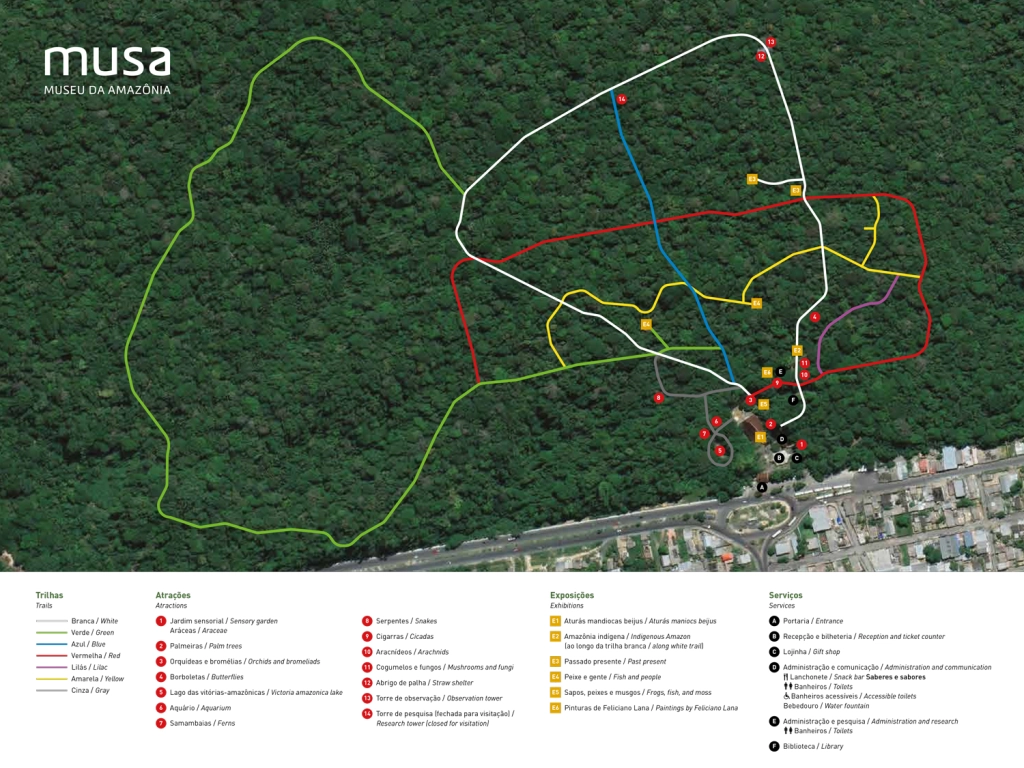 musa
MUSEU DA AMAZÔNIA
13
12
14
E3
E2
E6
4
E6
E2
11
E6
E
10
9
8
3
F
E5
6
2
7
E1
D
1
5
B
C
A
Trilhas
Trails
Branca / White
Verde / Green
Azul / Blue
Vermelha / Red
Lilás / Lilac
Amarela / Yellow
Cinza / Gray
Atrações
Attractions
1 Jardim sensorial / Sensory garden
Aráceas / Araceae
2 Palmeiras / Palm trees
3 Orquídeas e bromélias / Orchids and bromeliads
4 Borboletas / Butterflies
5 Lago das vitórias-amazônicas / Victoria amazonica lake
6 Aquário / Aquarium
7 Samambaias / Ferns
8 Serpentes / Snakes
9 Cigarras / Cicadas
10 Aracnídeos / Arachnids
11 Cogumelos e fungos / Mushrooms and fungi
12 Abrigo de palha / Straw shelter
13 Torre de observação / Observation tower
14 Torre de pesquisa (fechada para visitação) /
Research tower (closed for visitation)
Exposições
Exhibitions
E1 Aturás mandiocas beijus / Aturás maniocs beijus
E2 Amazônia indígena / Indigenous Amazon
(ao longo da trilha branca / along white trail)
E3 Passado presente / Past present
E4 Peixe e gente / Fish and people
E5 Sapos, peixes e musgos / Frogs, fish, and moss
E6 Pinturas de Feliciano Lana / Paintings by Feliciano Lana
Serviços
Services
A Portaria / Entrance
B Recepção e bilheteria / Reception and ticket counter
C Lojinha / Gift shop
D Administração e comunicação / Administration and communication
Lanchonete / Snack bar Saberes e sabores
Banheiros / Toilets
Banheiros acessíveis / Accessible toilets
Bebedouro / Water fountain
E Administração e pesquisa / Administration and research
Banheiros / Toilets
F Biblioteca / Library